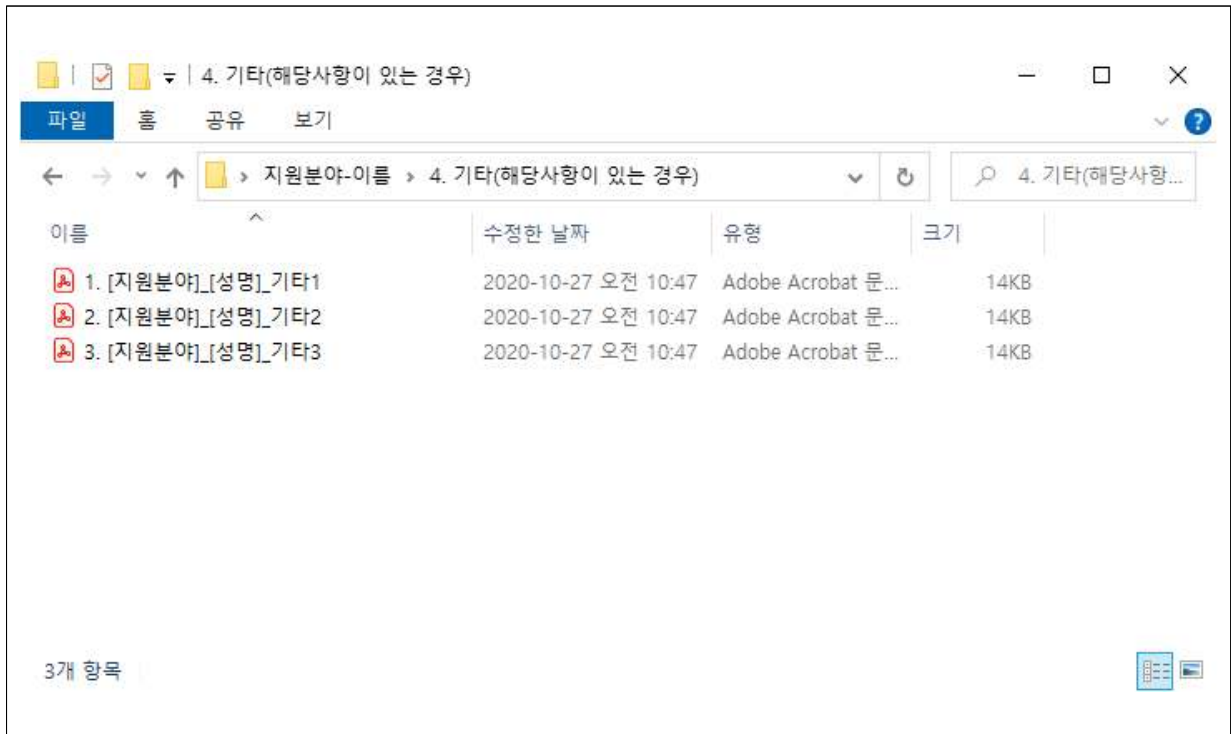 4. 기타(해당사항이 있는 경우)
파일 홈 공유 보기
지원분야-이름 › 4. 기타(해당사항이 있는 경우) 4. 기타(해당사항...
이름 수정한 날짜 유형 크기
1. [지원분야]_[성명]_기타1 2020-10-27 오전 10:47 Adobe Acrobat 문... 14KB
2. [지원분야]_[성명]_기타2 2020-10-27 오전 10:47 Adobe Acrobat 문... 14KB
3. [지원분야]_[성명]_기타3 2020-10-27 오전 10:47 Adobe Acrobat 문... 14KB
3개 항목